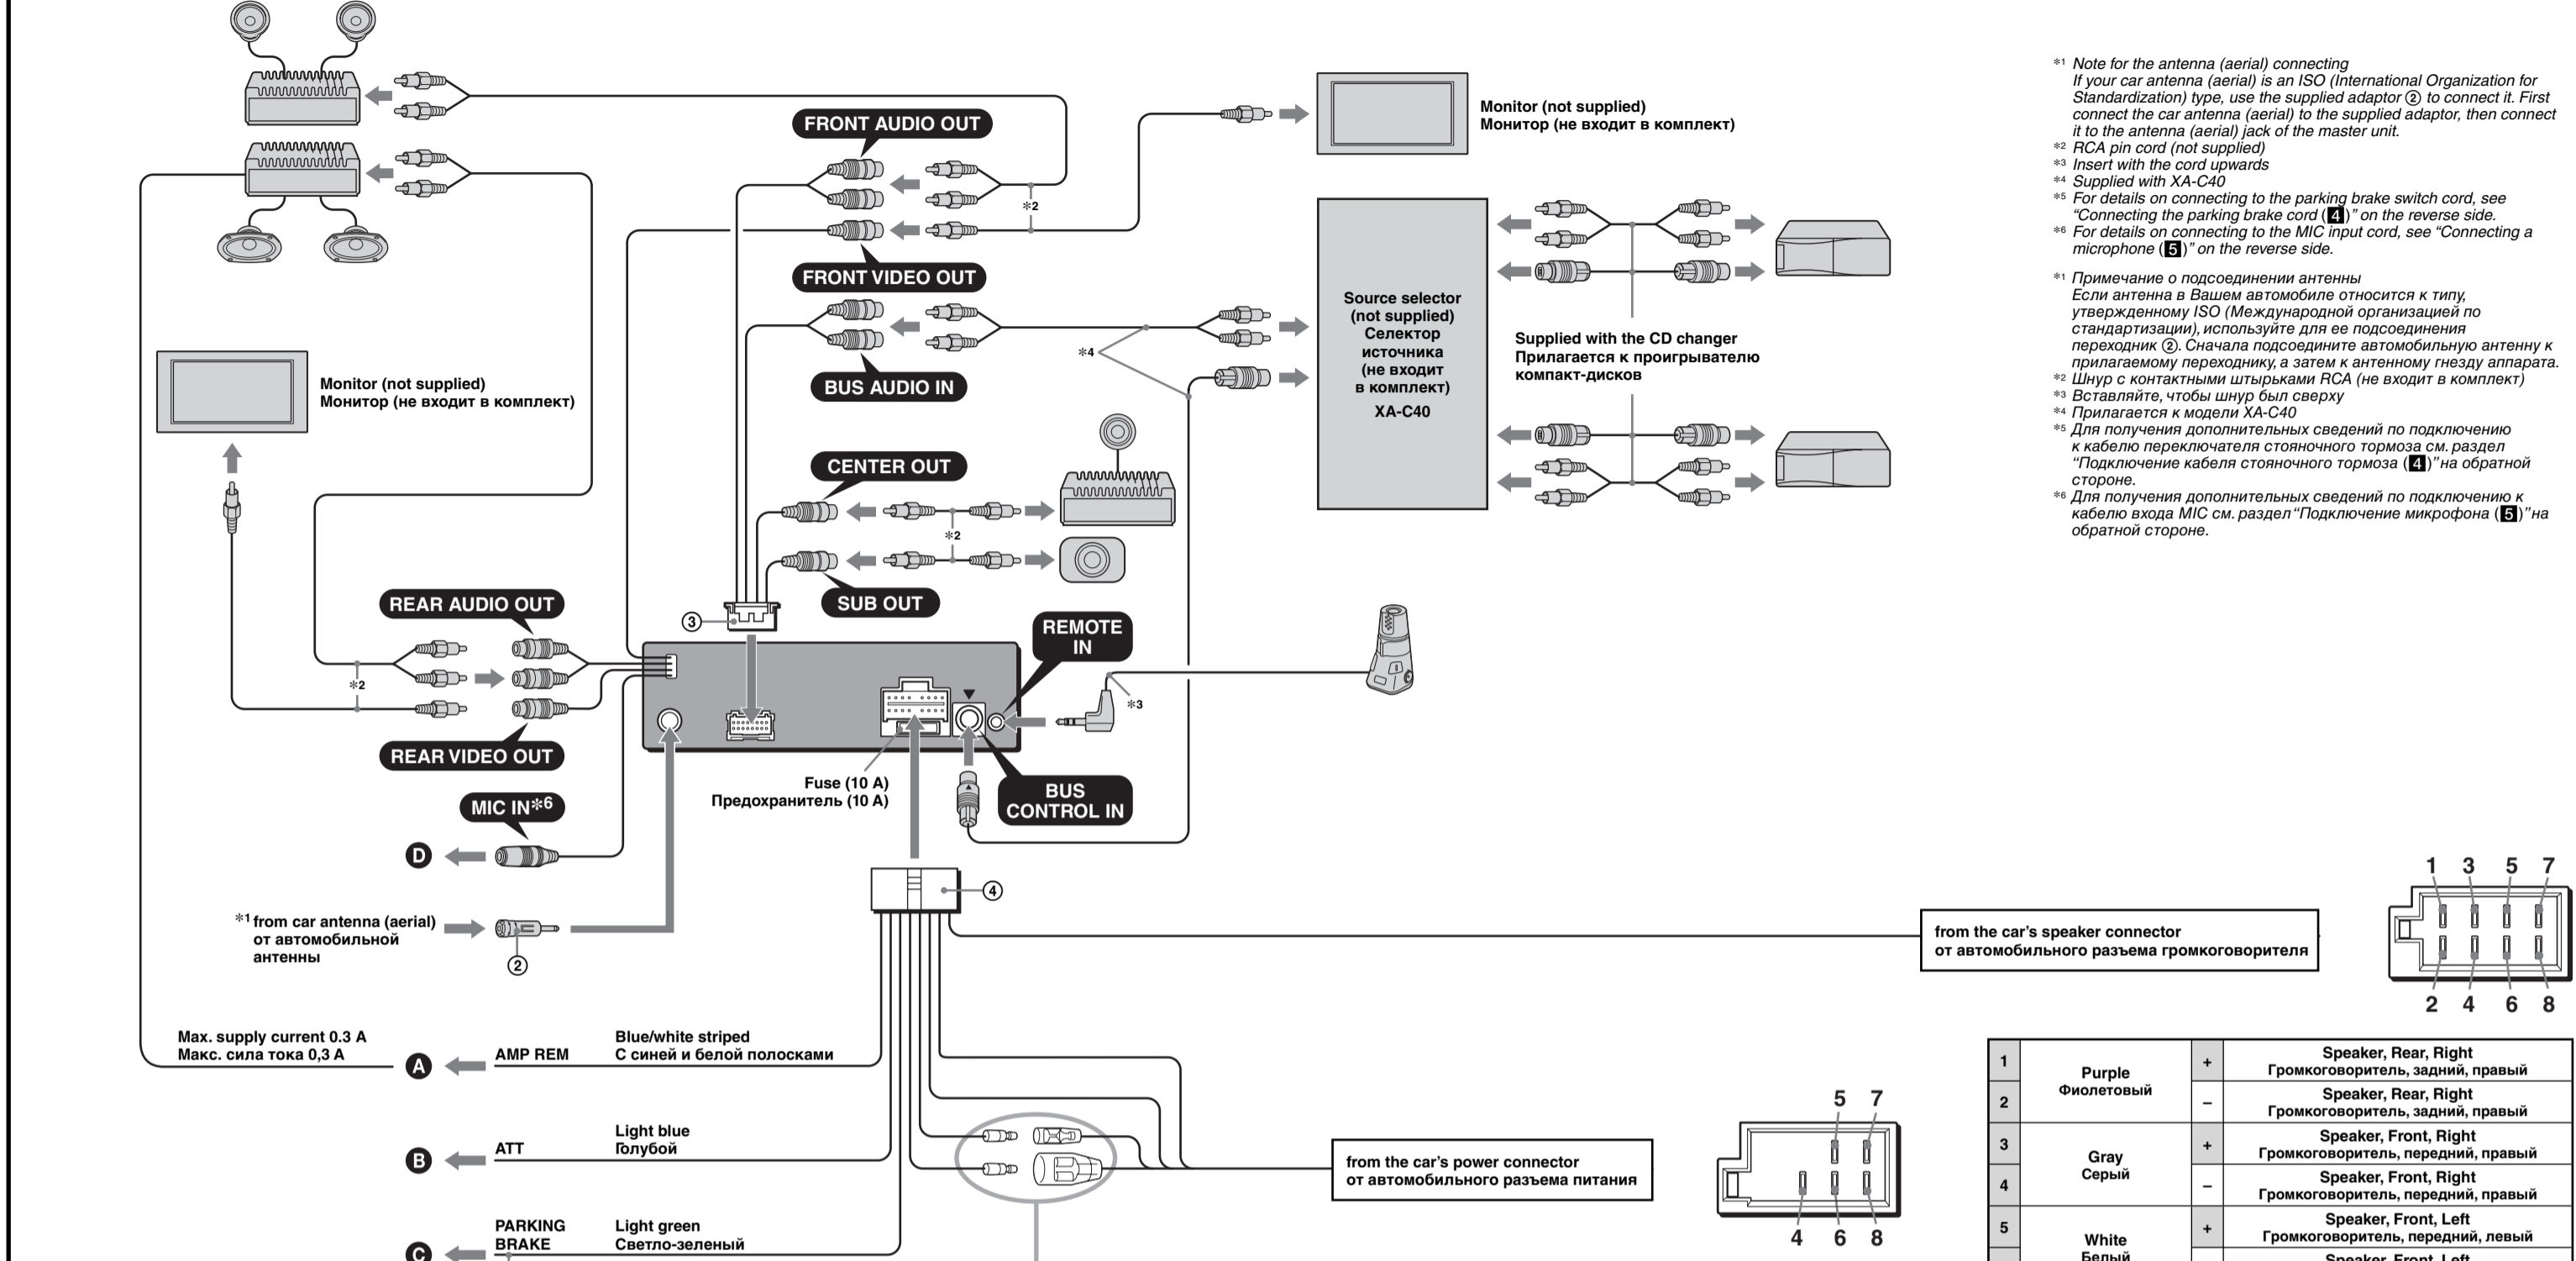 FRONT AUDIO OUT
*2
FRONT VIDEO OUT
Monitor (not supplied)
Монитор (не входит в комплект)
Source selector
(not supplied)
Селектор
источника
(не входит
в комплект)
XA-C40
Supplied with the CD changer
Прилагается к проигрывателю
компакт-дисков
*4
BUS AUDIO IN
Monitor (not supplied)
Монитор (не входит в комплект)
CENTER OUT
*2
SUB OUT
REAR AUDIO OUT
3
REMOTE
IN
*2
*3
REAR VIDEO OUT
Fuse (10 A)
Предохранитель (10 A)
BUS
CONTROL IN
MIC IN*6
D
4
*1 from car antenna (aerial)
от автомобильной
антенны
2
from the car's speaker connector
от автомобильного разъема громкоговорителя
Max. supply current 0.3 A
Макс. сила тока 0,3 A
A
AMP REM
Blue/white striped
С синей и белой полосками
B
ATT
Light blue
Голубой
from the car's power connector
от автомобильного разъема питания
C
PARKING
BRAKE
Light green
Светло-зеленый
5 7
4 6 8
*1 Note for the antenna (aerial) connecting
If your car antenna (aerial) is an ISO (International Organization for
Standardization) type, use the supplied adaptor ② to connect it. First
connect the car antenna (aerial) to the supplied adaptor, then connect
it to the antenna (aerial) jack of the master unit.
*2 RCA pin cord (not supplied)
*3 Insert with the cord upwards
*4 Supplied with XA-C40
*5 For details on connecting to the parking brake switch cord, see
“Connecting the parking brake cord (4)” on the reverse side.
*6 For details on connecting to the MIC input cord, see “Connecting a
microphone (5)” on the reverse side.
*1 Примечание о подсоединении антенны
Если антенна в Вашем автомобиле относится к типу,
утвержденному ISO (Международной организацией по
стандартизации), используйте для ее подсоединения
переходник ②. Сначала подсоедините автомобильную антенну к
прилагаемому переходнику, а затем к антенному гнезду аппарата.
*2 Шнур с контактными штырьками RCA (не входит в комплект)
*3 Вставляйте, чтобы шнур был сверху
*4 Прилагается к модели XA-C40
*5 Для получения дополнительных сведений по подключению
к кабелю переключателя стояночного тормоза см. раздел
“Подключение кабеля стояночного тормоза (4)” на обратной
стороне.
*6 Для получения дополнительных сведений по подключению к
кабелю входа MIC см. раздел “Подключение микрофона (5)” на
обратной стороне.
1 3 5 7
2 4 6 8
1 Purple + Speaker, Rear, Right
Фиолетовый Громкоговоритель, задний, правый
2 – Speaker, Rear, Right
Громкоговоритель, задний, правый
3 Gray + Speaker, Front, Right
Серый Громкоговоритель, передний, правый
4 – Speaker, Front, Right
Громкоговоритель, передний, правый
5 White + Speaker, Front, Left
Белый Громкоговоритель, передний, левый
Speaker, Front, Left